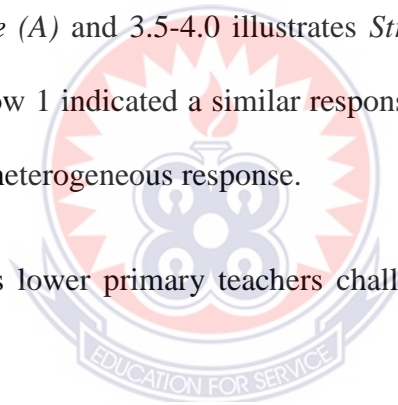 e (A) and 3.5-4.0 illustrates
ow 1 indicated a similar respons
heterogeneous response.
s lower primary teachers chall
EDUCATION FOR SERVICE